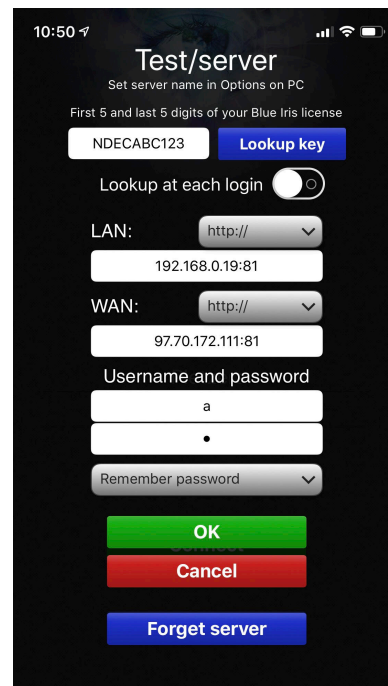 10:50
Test/server
Set server name in Options on PC
First 5 and last 5 digits of your Blue Iris license
NDECABC123 Lookup key
Lookup at each login
LAN: http://
192.168.0.19:81
WAN: http://
97.70.172.111:81
Username and password
a
•
Remember password
OK
Connect
Cancel
Forget server